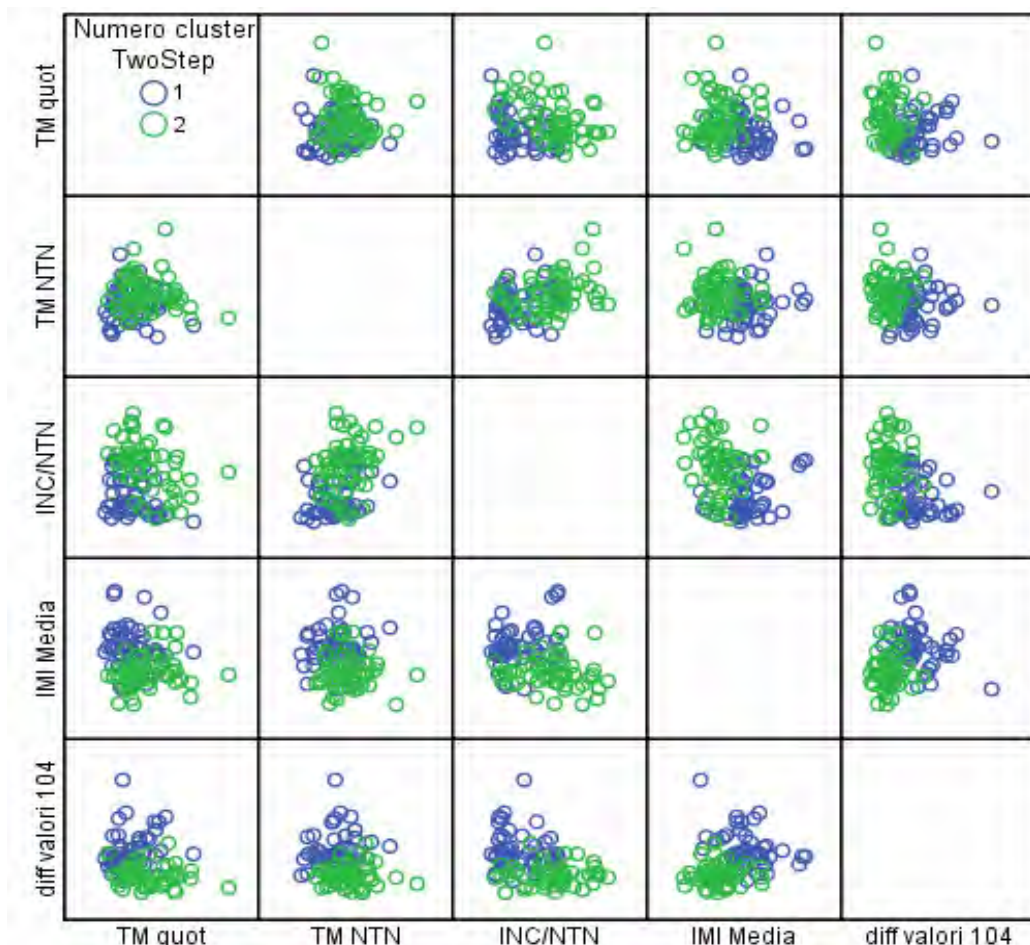 Numero cluster
TwoStep
1
2
TM quot
TM NTN
INC/NTN
IMI Media
diff valori 104
TM quot
TM NTN
INC/NTN
IMI Media
diff valori 104